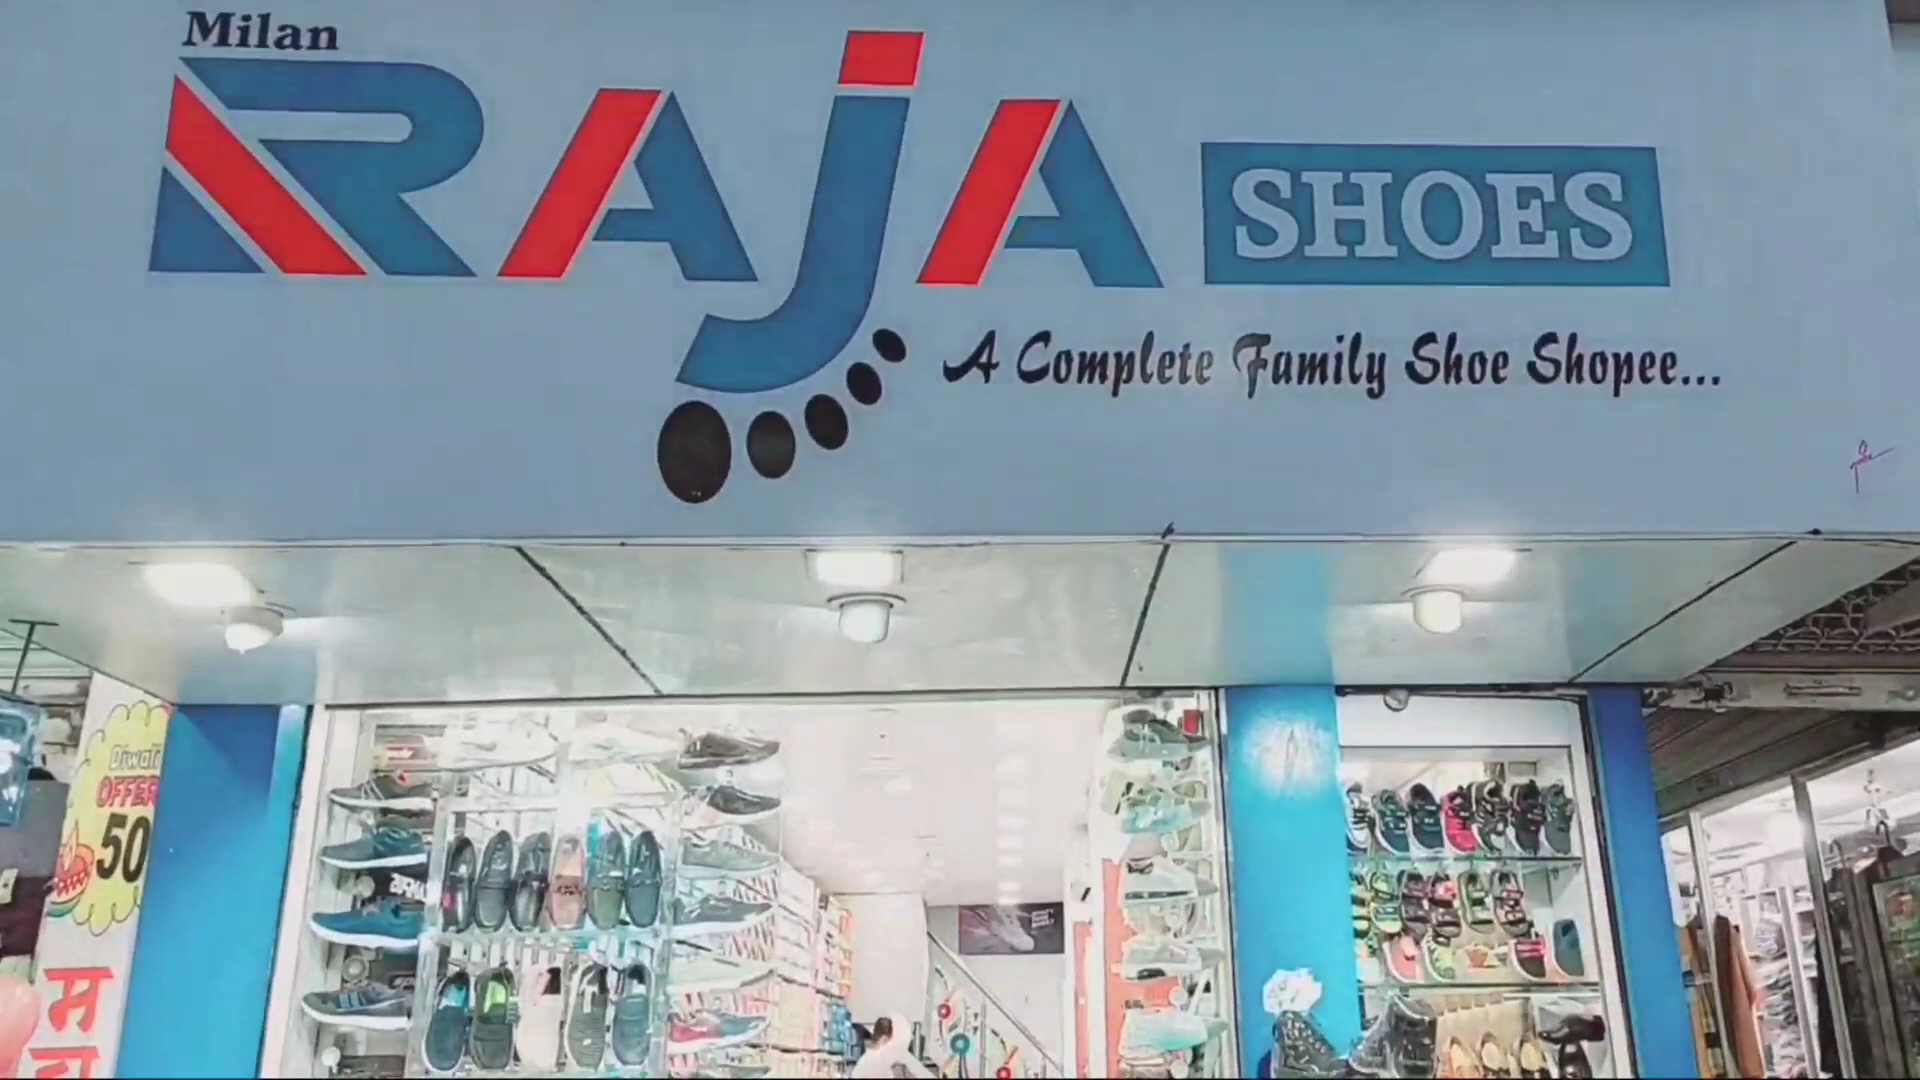 Milan
RAJA SHOES
A Complete Family Shoe Shopee...
Diwali
OFFER
50